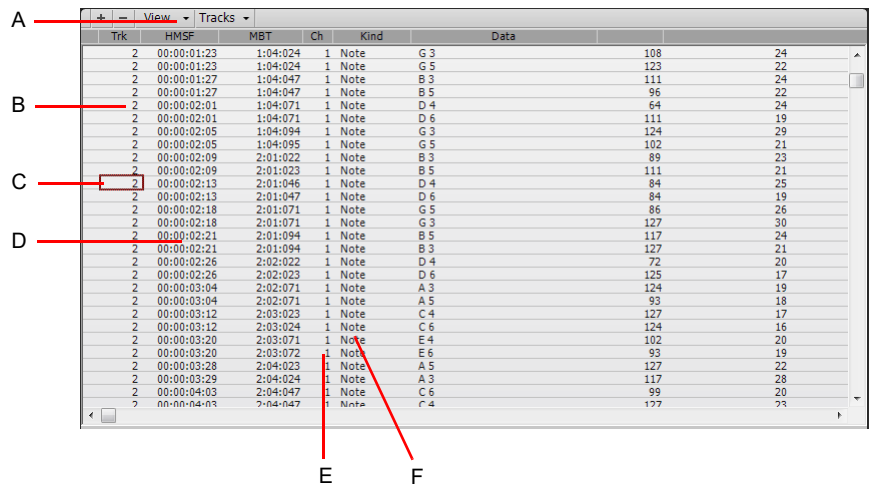 A
+ − View Tracks
Trk HMSF MBT Ch Kind Data
2 00:00:01:23 1:04:024 1 Note G 3 108 24
2 00:00:01:23 1:04:024 1 Note G 5 123 22
2 00:00:01:27 1:04:047 1 Note B 3 111 24
2 00:00:01:27 1:04:047 1 Note B 5 96 22
B 2 00:00:02:01 1:04:071 1 Note D 4 64 24
2 00:00:02:01 1:04:071 1 Note D 6 111 19
2 00:00:02:05 1:04:094 1 Note G 3 124 29
2 00:00:02:05 1:04:095 1 Note G 5 102 21
2 00:00:02:09 2:01:022 1 Note B 3 89 23
2 00:00:02:09 2:01:023 1 Note B 5 111 21
C 2 00:00:02:13 2:01:046 1 Note D 4 84 25
2 00:00:02:13 2:01:047 1 Note D 6 84 19
2 00:00:02:18 2:01:071 1 Note G 5 86 26
2 00:00:02:18 2:01:071 1 Note G 3 127 30
D 2 00:00:02:21 2:01:094 1 Note B 5 117 24
2 00:00:02:21 2:01:094 1 Note B 3 127 21
2 00:00:02:26 2:02:022 1 Note D 4 72 20
2 00:00:02:26 2:02:023 1 Note D 6 125 17
2 00:00:03:04 2:02:071 1 Note A 3 124 19
2 00:00:03:04 2:02:071 1 Note A 5 93 18
2 00:00:03:12 2:03:023 1 Note C 4 127 17
2 00:00:03:12 2:03:024 1 Note C 6 124 16
2 00:00:03:20 2:03:071 1 Note E 4 102 20
2 00:00:03:20 2:03:072 1 Note E 6 93 19
2 00:00:03:28 2:04:023 1 Note A 5 127 22
2 00:00:03:29 2:04:024 1 Note A 3 117 28
2 00:00:04:03 2:04:047 1 Note C 6 99 20
2 00:00:04:03 2:04:047 1 Note C 4 127 23
E F